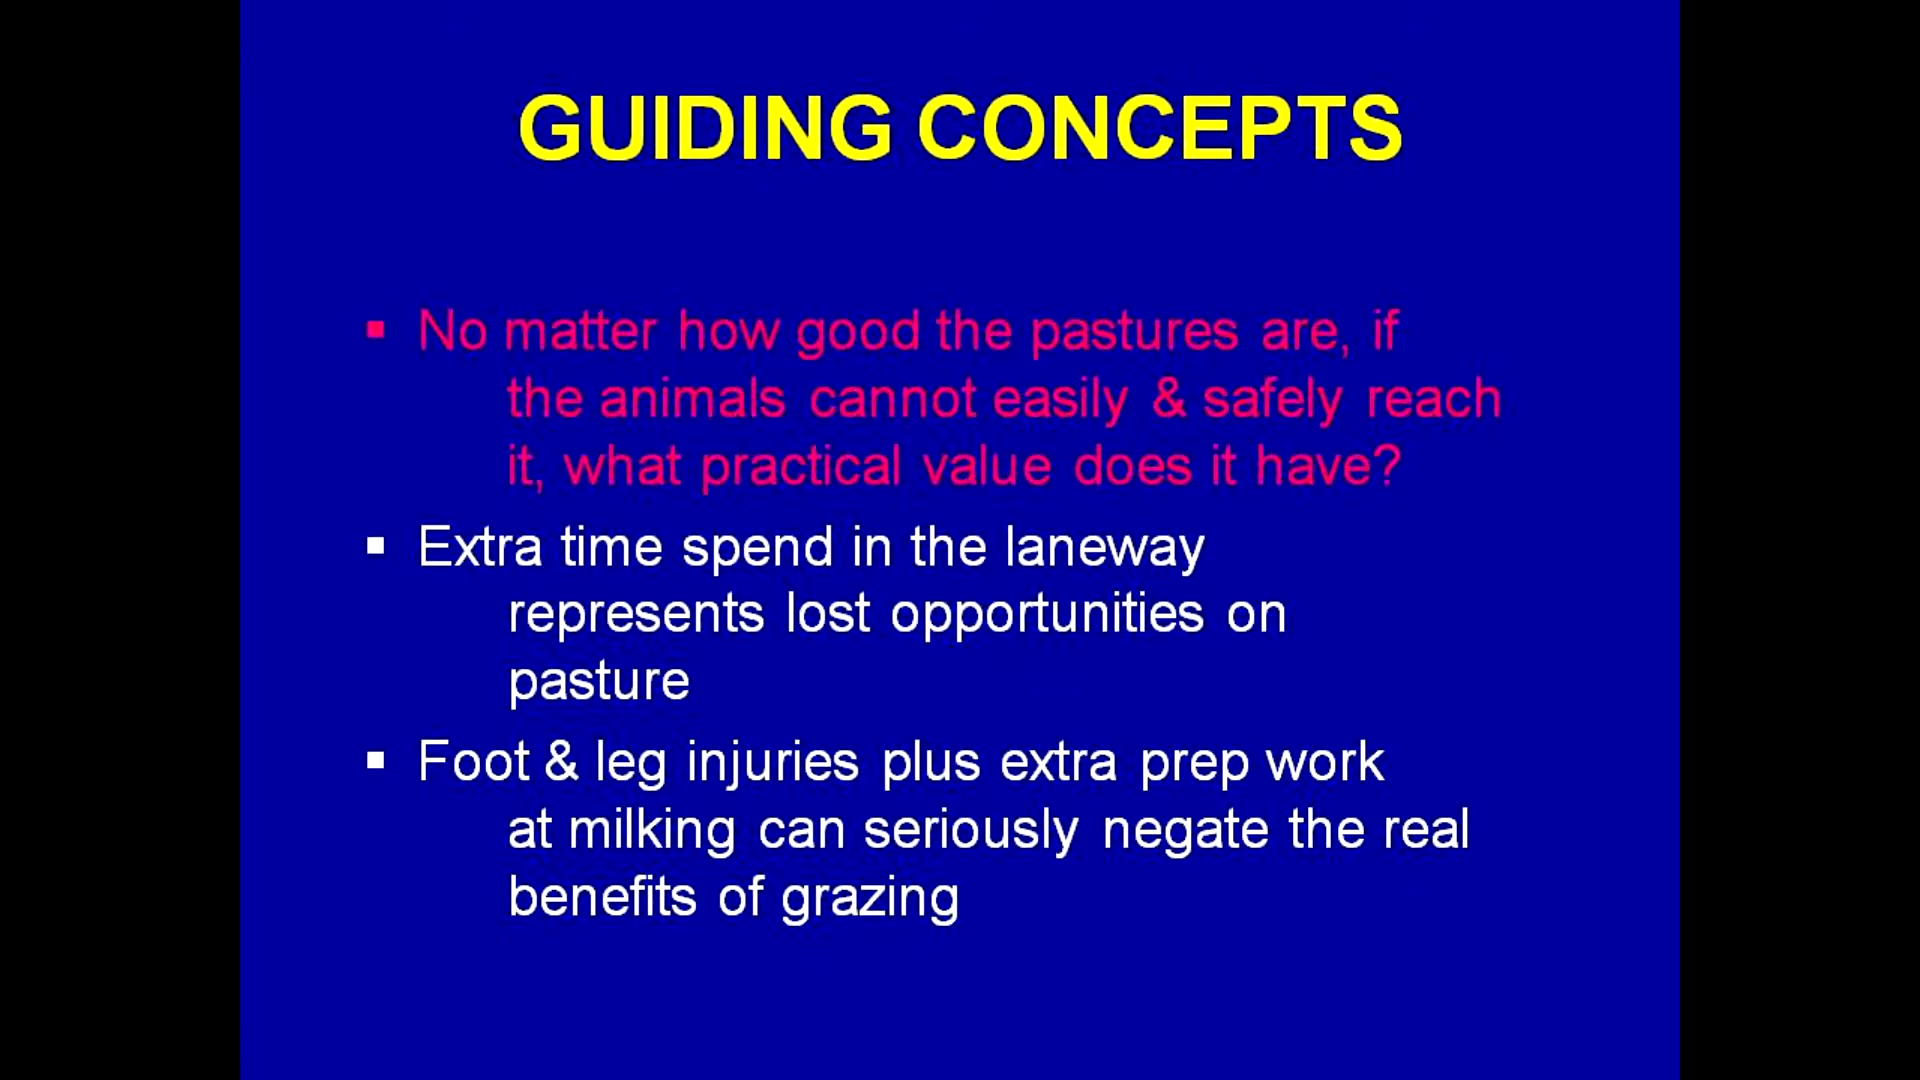 GUIDING CONCEPTS
▪ No matter how good the pastures are, if
the animals cannot easily & safely reach
it, what practical value does it have?
▪ Extra time spend in the laneway
represents lost opportunities on
pasture
▪ Foot & leg injuries plus extra prep work
at milking can seriously negate the real
benefits of grazing